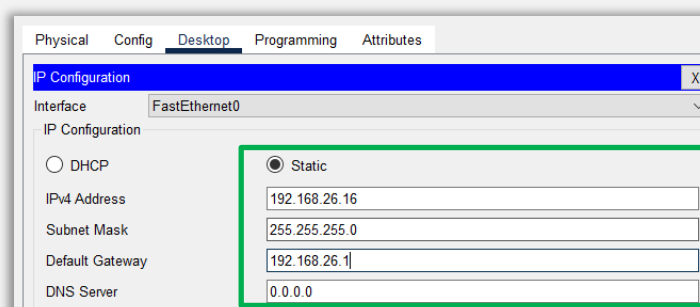 Physical Config Desktop Programming Attributes
IP Configuration X
Interface FastEthernet0
IP Configuration
DHCP Static
IPv4 Address 192.168.26.16
Subnet Mask 255.255.255.0
Default Gateway 192.168.26.1
DNS Server 0.0.0.0